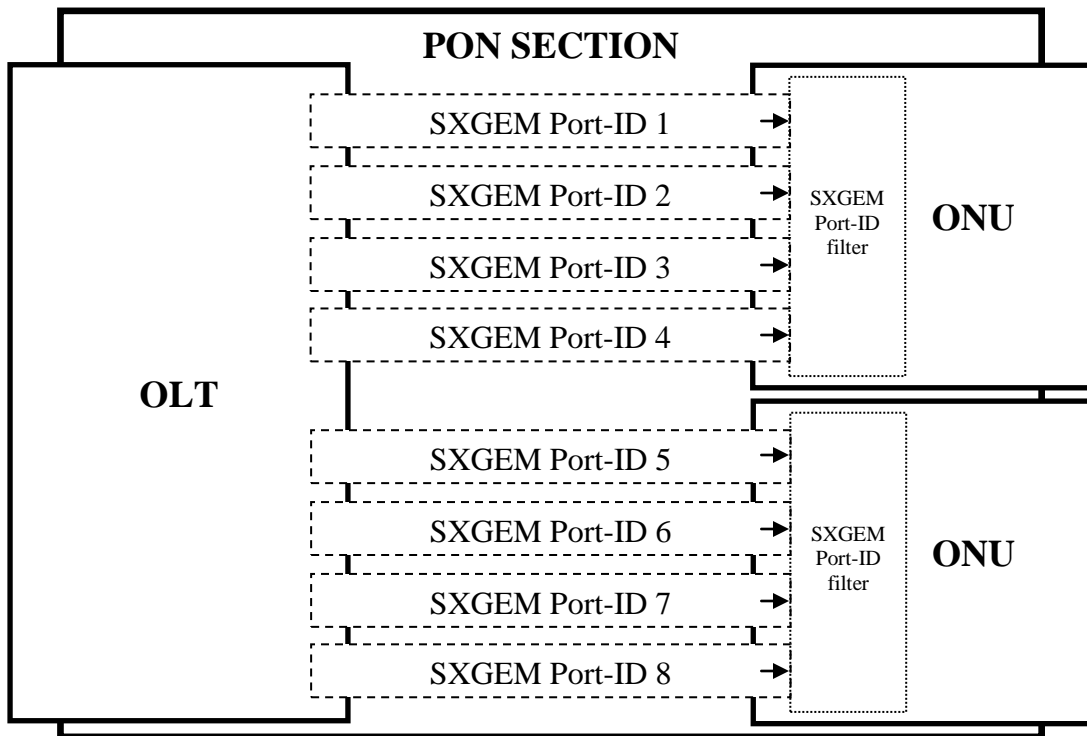 PON SECTION
SXGEM Port-ID 1
SXGEM Port-ID 2
SXGEM Port-ID 3
SXGEM Port-ID 4
SXGEM
Port-ID
filter
ONU
OLT
SXGEM Port-ID 5
SXGEM Port-ID 6
SXGEM Port-ID 7
SXGEM Port-ID 8
SXGEM
Port-ID
filter
ONU